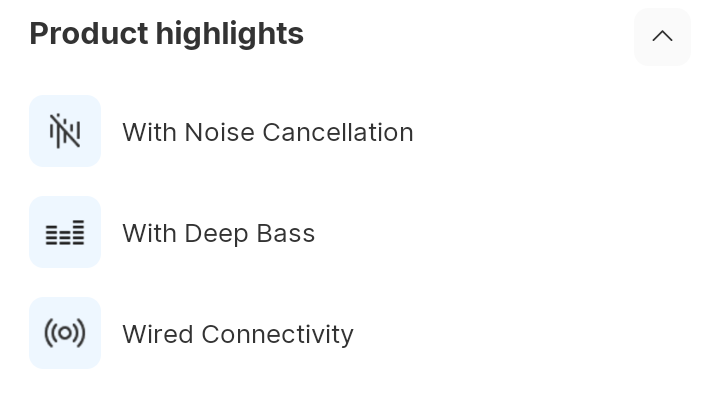 Product highlights
With Noise Cancellation
With Deep Bass
Wired Connectivity